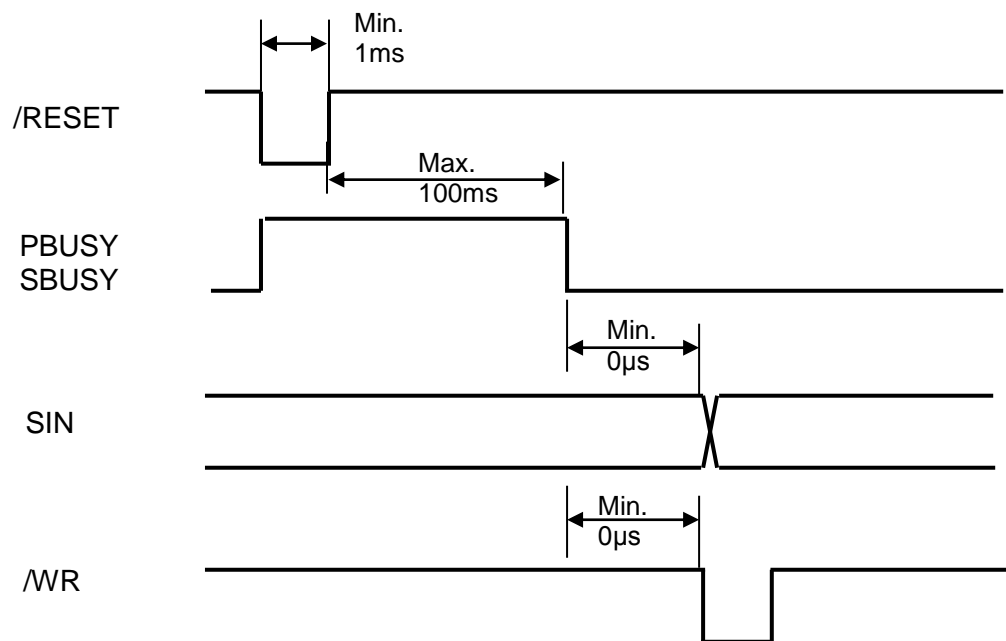 Min.
1ms
/RESET
Max.
100ms
PBUSY
SBUSY
Min.
0µs
SIN
Min.
0µs
/WR